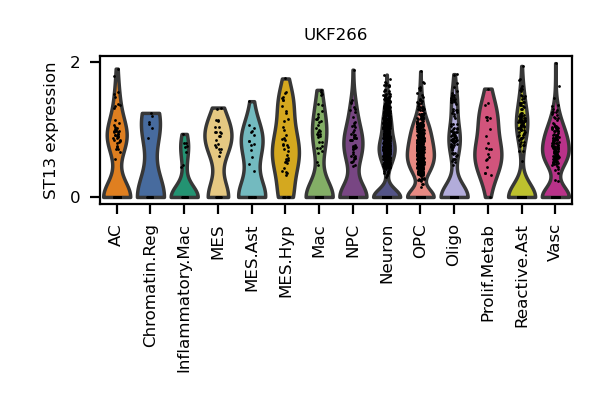 UKF266
ST13 expression
2
0
AC
Chromatin.Reg
Inflammatory.Mac
MES
MES.Ast
MES.Hyp
Mac
NPC
Neuron
OPC
Oligo
Prolif.Metab
Reactive.Ast
Vasc